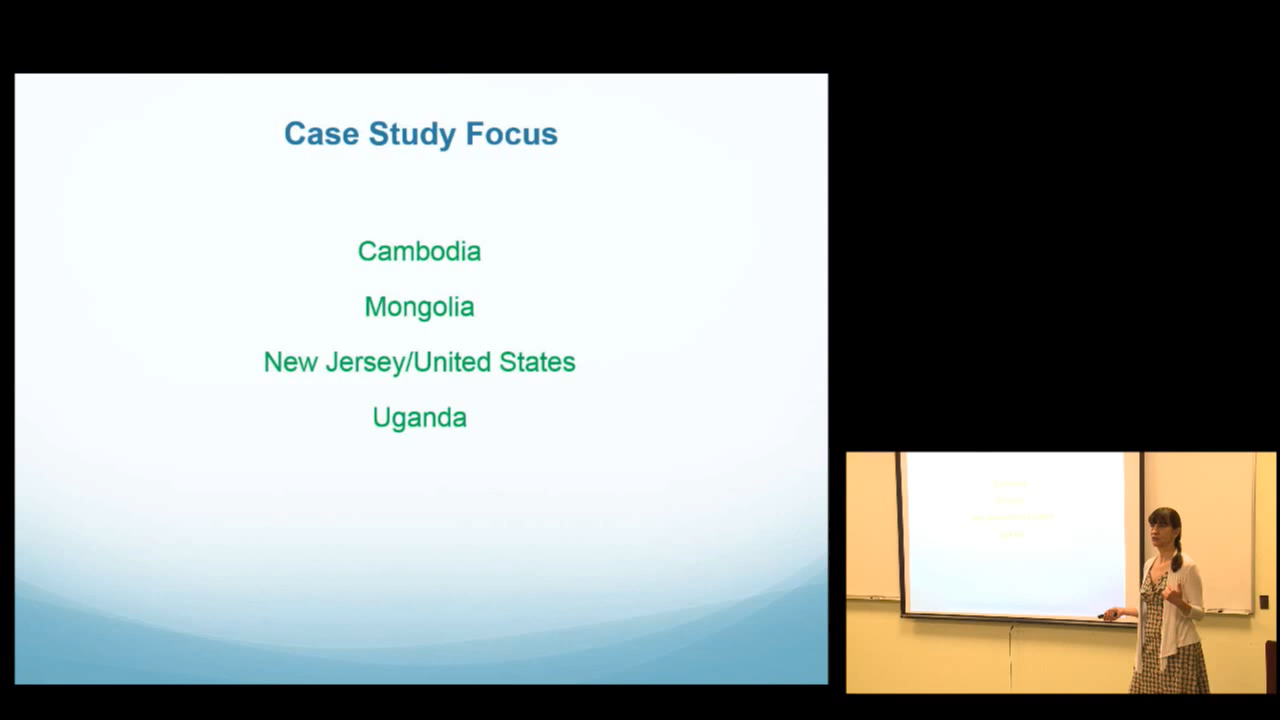 Case Study Focus
Cambodia
Mongolia
New Jersey/United States
Uganda